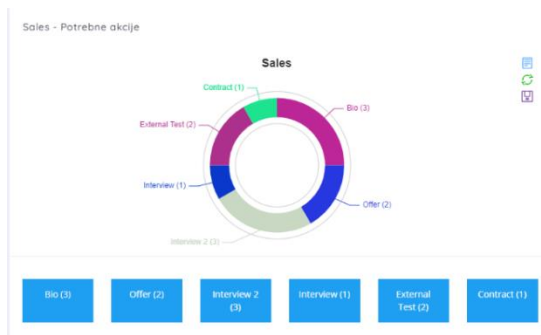 Sales - Potrebne akcije
Sales
Contract (1)
Bio (3)
External Test (2)
Interview (1)
Offer (2)
Interview 2 (3)
Bio (3)
Offer (2)
Interview 2
(3)
Interview (1)
External
Test (2)
Contract (1)